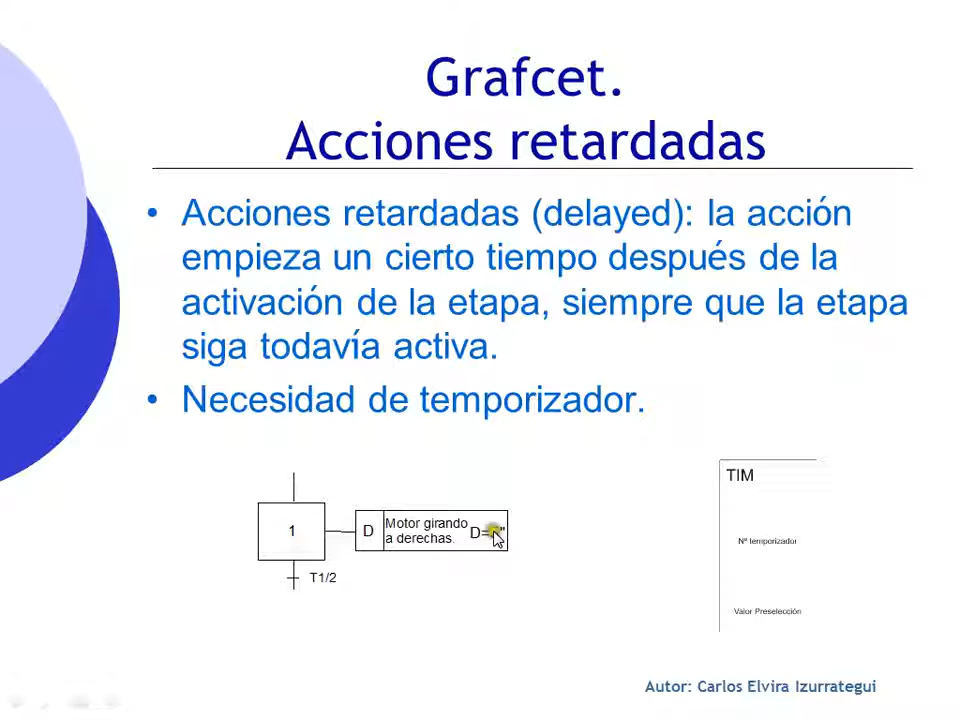 Grafcet.
Acciones retardadas
• Acciones retardadas (delayed): la acción
empieza un cierto tiempo después de la
activación de la etapa, siempre que la etapa
siga todavía activa.
• Necesidad de temporizador.
TIM
1
D
Motor girando
a derechas.
D=
Nº temporizador
T1/2
Valor Preselección
Autor: Carlos Elvira Izurrategui